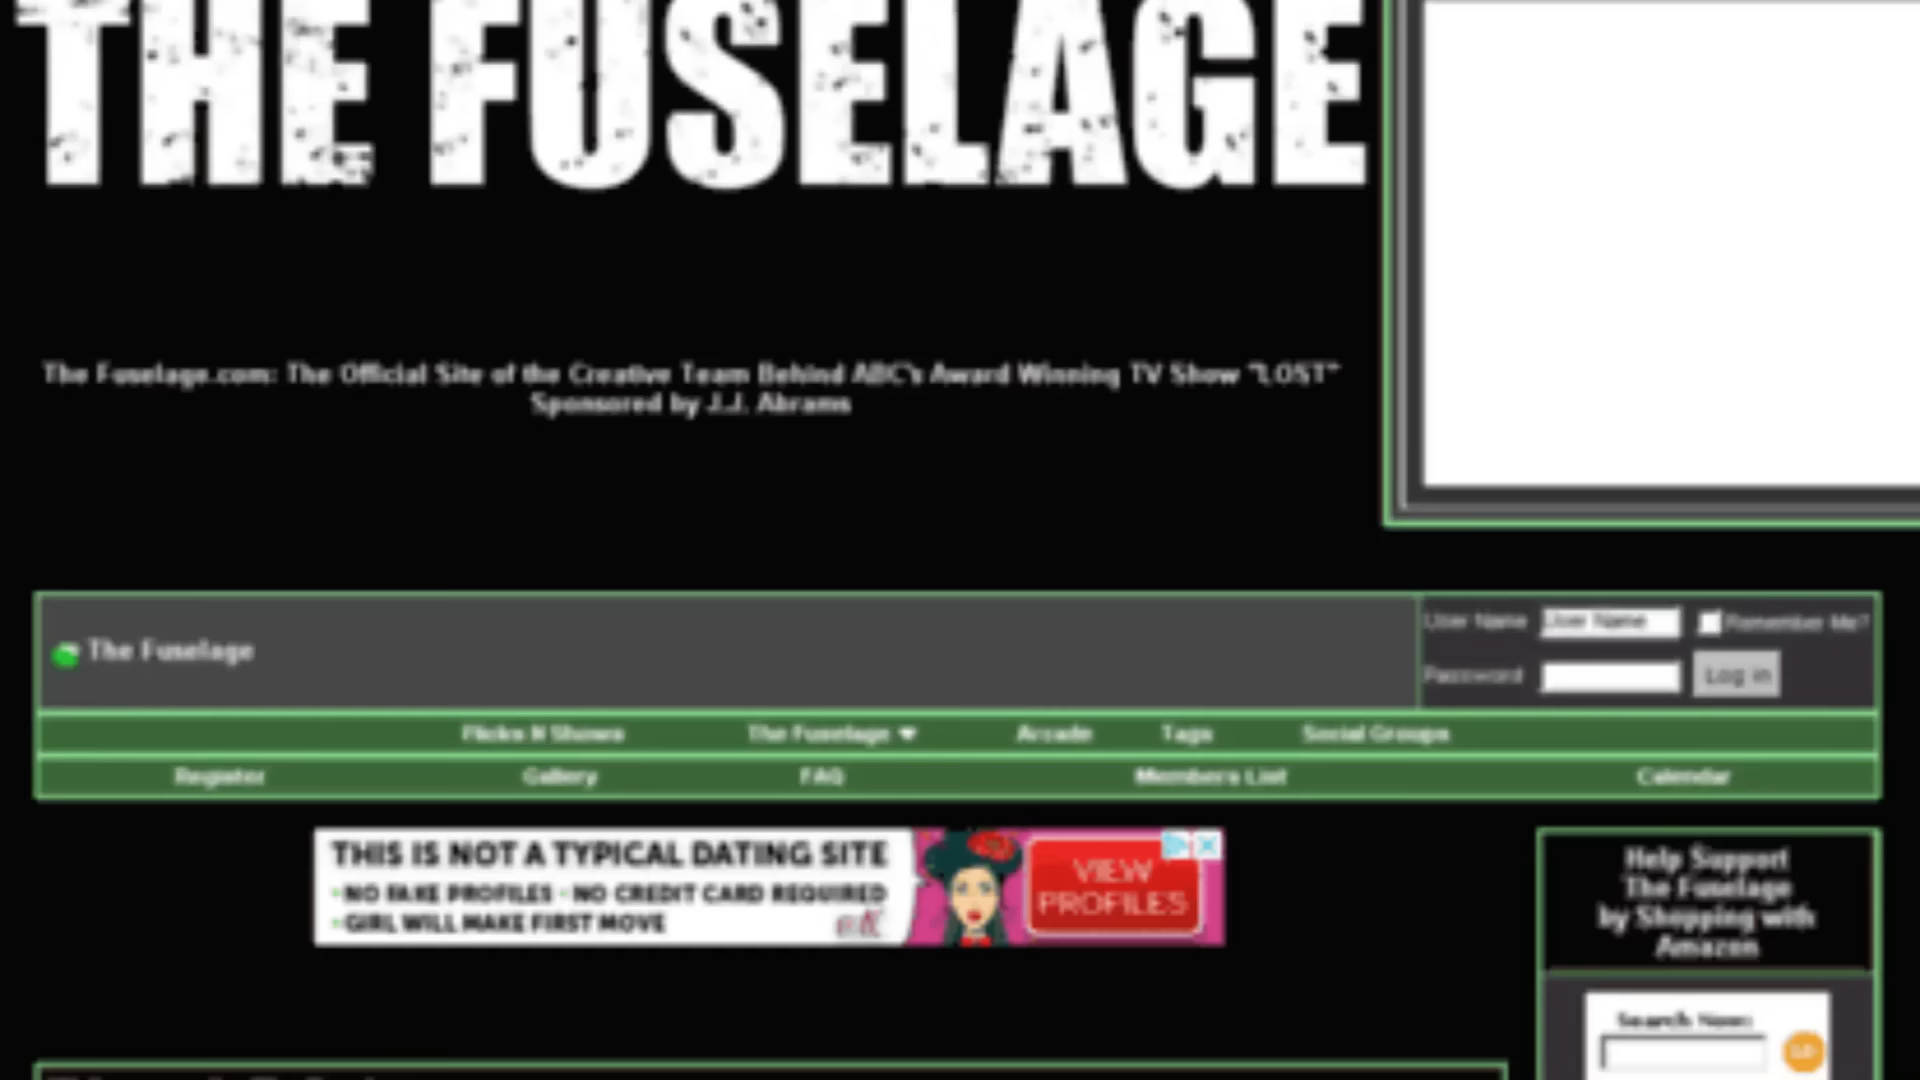 THE FUSELAGE
The Fuselage.com: The Official Site of the Creative Team Behind ABC's Award Winning TV Show "LOST"
Sponsored by J.J. Abrams
The Fuselage
User Name
User Name
Remember Me?
Password
Log in
Flicks N Shows
The Fuselage
Arcade
Tags
Social Groups
Register
Gallery
FAQ
Members List
Calendar
THIS IS NOT A TYPICAL DATING SITE
•NO FAKE PROFILES •NO CREDIT CARD REQUIRED
•GIRL WILL MAKE FIRST MOVE
VIEW
PROFILES
Help Support
The Fuselage
by Shopping with
Amazon
Search Now:
GO